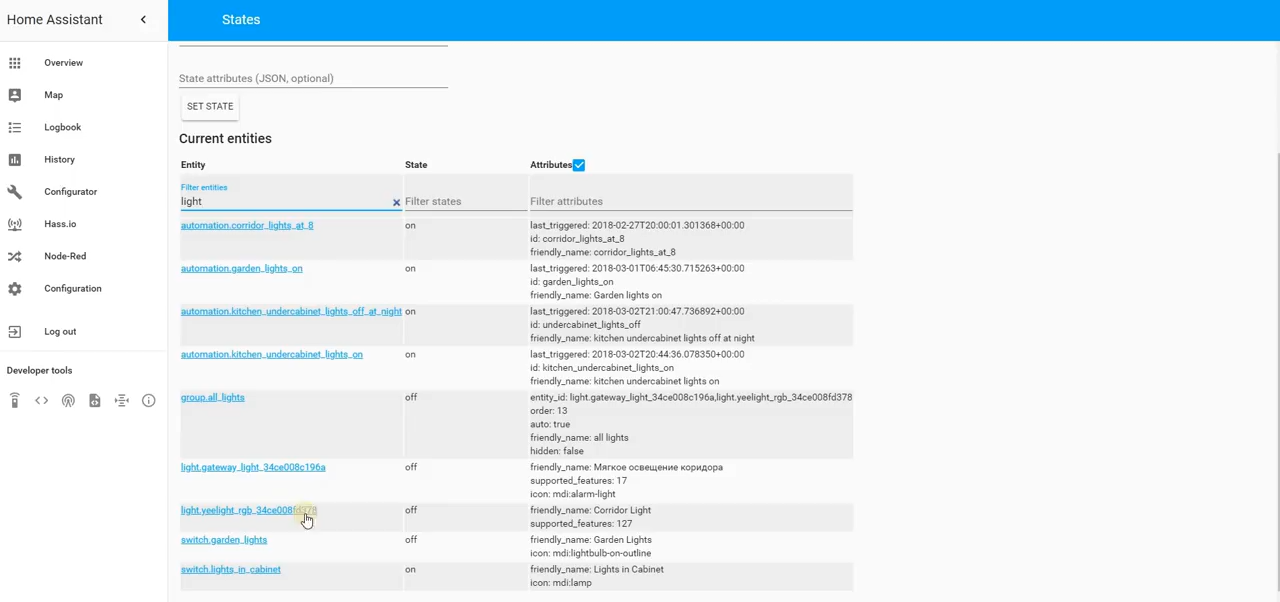 Home Assistant
States
Overview
Map
Logbook
History
Configurator
Hass.io
Node-Red
Configuration
Log out
Developer tools
State attributes (JSON, optional)
SET STATE
Current entities
Entity State Attributes
Filter entities
light Filter states Filter attributes
automation.corridor_lights_at_8 on last_triggered: 2018-02-27T20:00:01.301368+00:00
id: corridor_lights_at_8
friendly_name: corridor_lights_at_8
automation.garden_lights_on on last_triggered: 2018-03-01T06:45:30.715263+00:00
id: garden_lights_on
friendly_name: Garden lights on
automation.kitchen_undercabinet_lights_off_at_night on last_triggered: 2018-03-02T21:00:47.736892+00:00
id: undercabinet_lights_off
friendly_name: kitchen undercabinet lights off at night
automation.kitchen_undercabinet_lights_on on last_triggered: 2018-03-02T20:44:36.078350+00:00
id: kitchen_undercabinet_lights_on
friendly_name: kitchen undercabinet lights on
group.all_lights off entity_id: light.gateway_light_34ce008c196a,light.yeelight_rgb_34ce008fd378
order: 13
auto: true
friendly_name: all lights
hidden: false
light.gateway_light_34ce008c196a off friendly_name: Мягкое освещение коридора
supported_features: 17
icon: mdi:alarm-light
light.yeelight_rgb_34ce008fd378 off friendly_name: Corridor Light
supported_features: 127
switch.garden_lights off friendly_name: Garden Lights
icon: mdi:lightbulb-on-outline
switch.lights_in_cabinet on friendly_name: Lights in Cabinet
icon: mdi:lamp